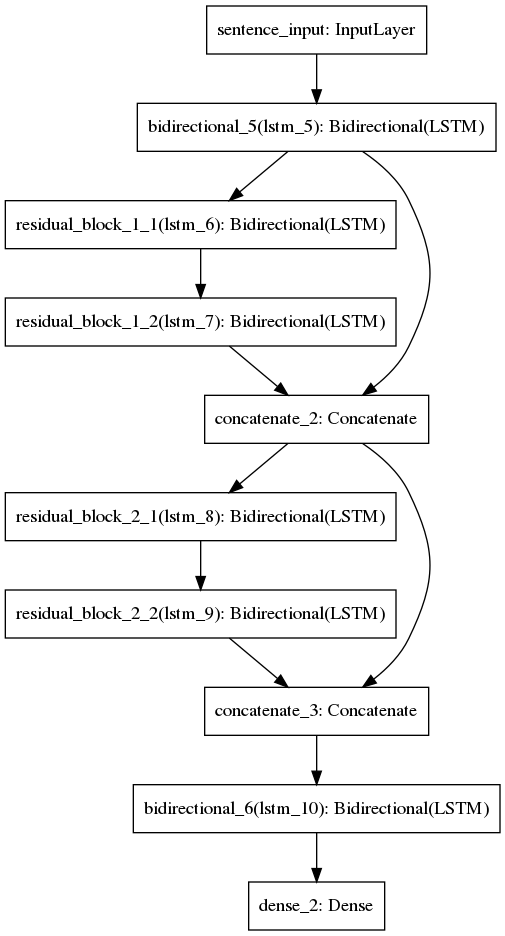 sentence_input: InputLayer
bidirectional_5(lstm_5): Bidirectional(LSTM)
residual_block_1_1(lstm_6): Bidirectional(LSTM)
residual_block_1_2(lstm_7): Bidirectional(LSTM)
concatenate_2: Concatenate
residual_block_2_1(lstm_8): Bidirectional(LSTM)
residual_block_2_2(lstm_9): Bidirectional(LSTM)
concatenate_3: Concatenate
bidirectional_6(lstm_10): Bidirectional(LSTM)
dense_2: Dense